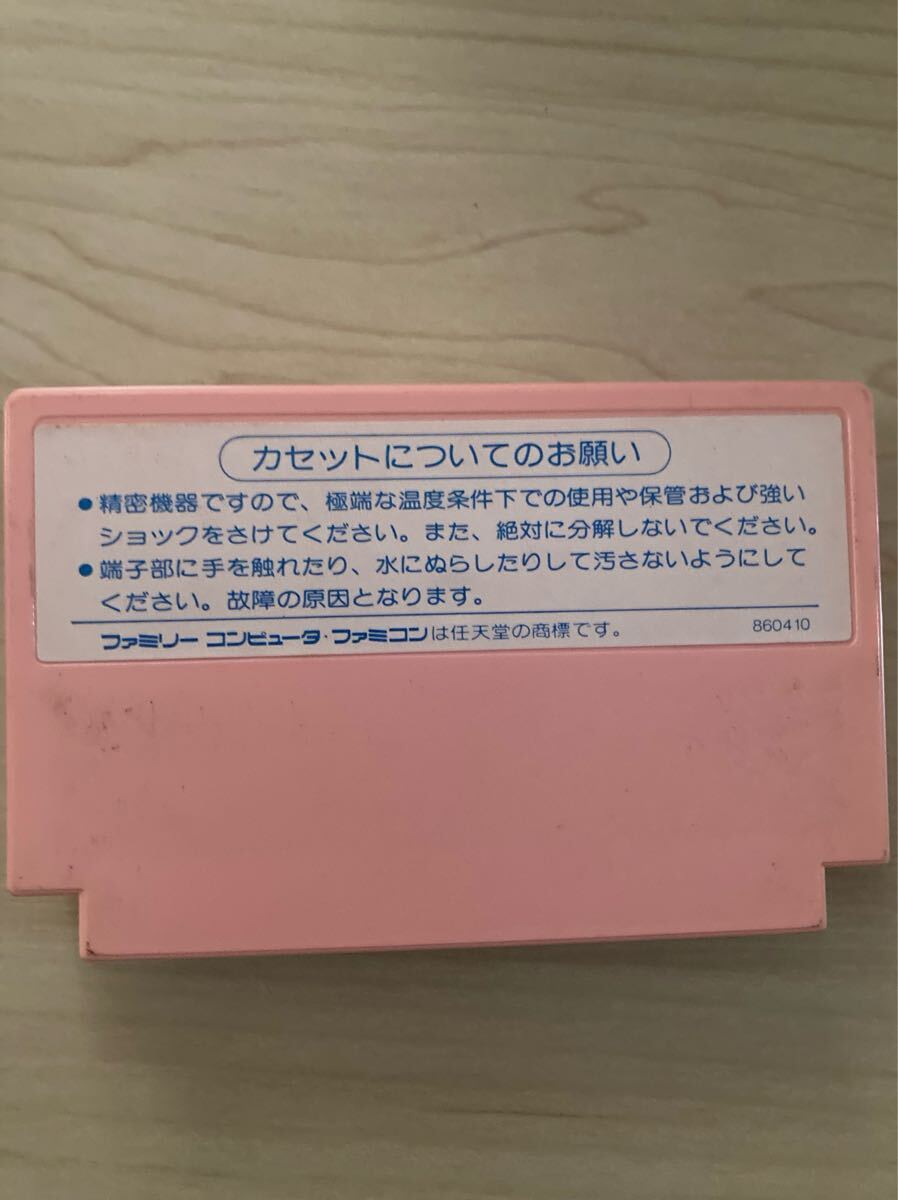 カセットについてのお願い
●精密機器ですので、極端な温度条件下での使用や保管および強い
ショックをさけてください。また、絶対に分解しないでください。
●端子部に手を触れたり、水にぬらしたりして汚さないようにして
ください。故障の原因となります。
ファミリー コンピュータ・ファミコンは任天堂の商標です。 860410